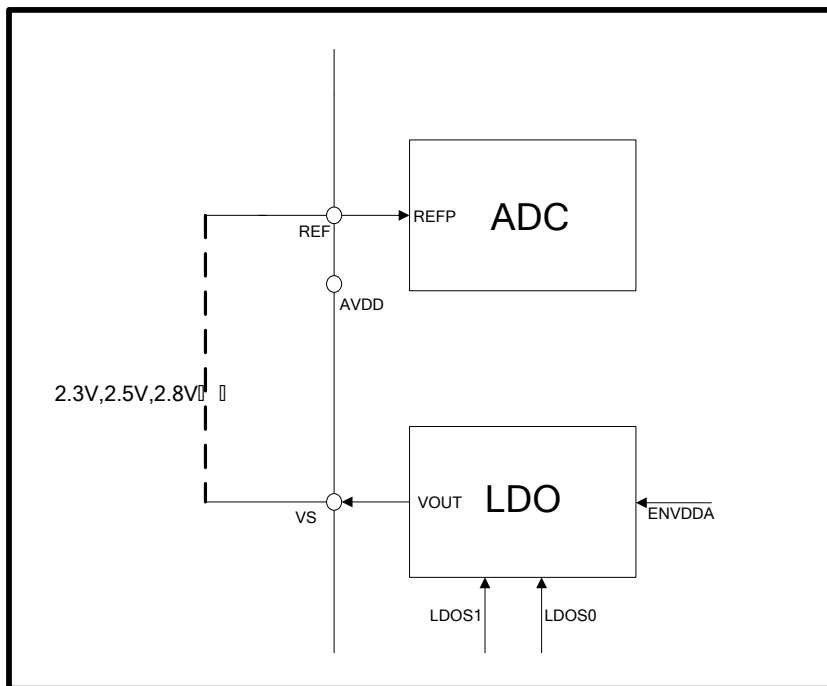 ADC
REFP
REF
AVDD
2.3V,2.5V,2.8V
VOUT
LDO
VS
ENVDDA
LDOS1
LDOS0